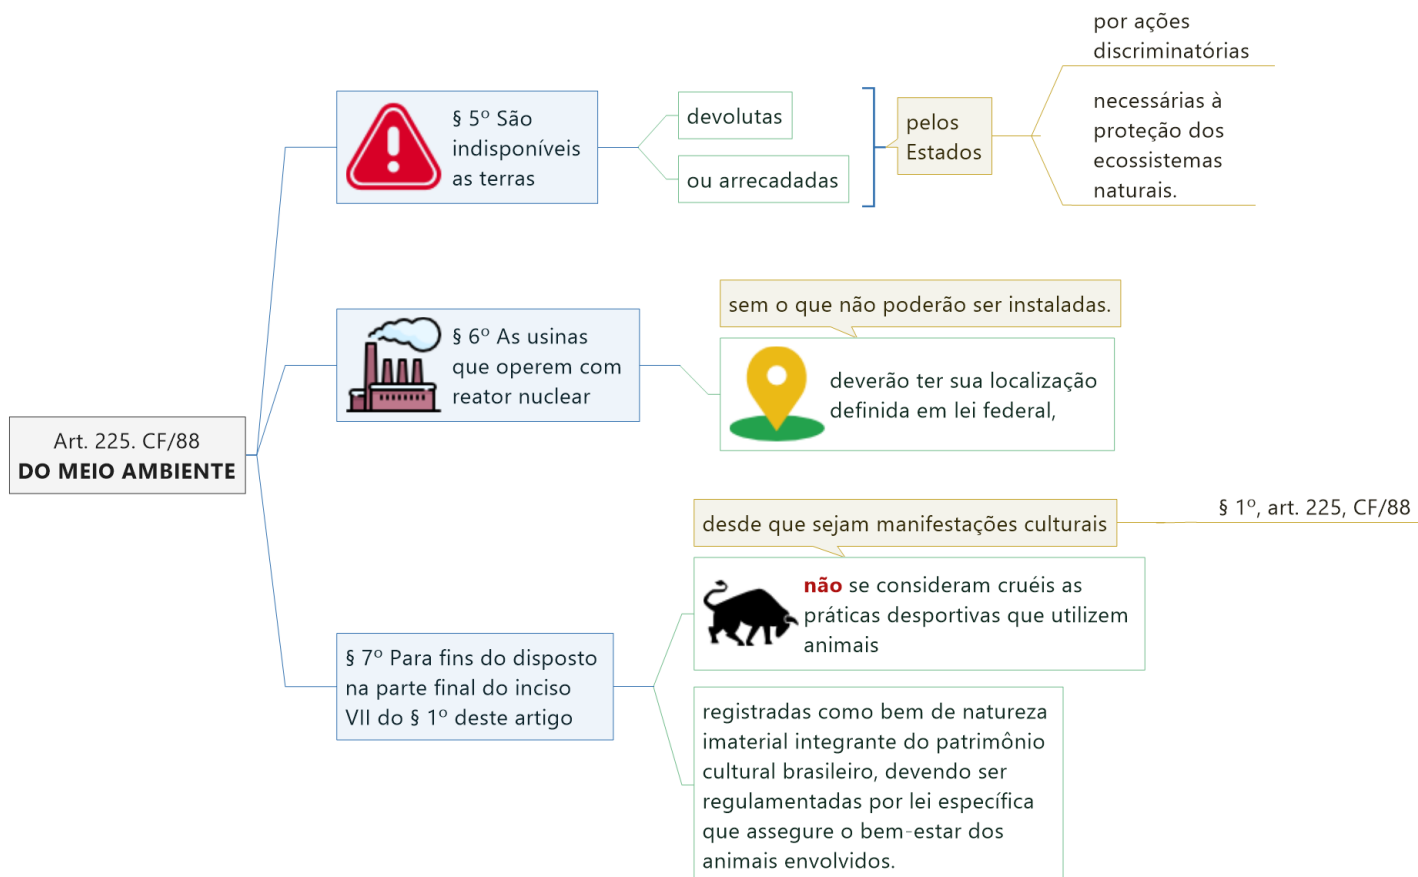 Art. 225. CF/88
DO MEIO AMBIENTE
§ 5º São
indisponíveis
as terras
devolutas
ou arrecadadas
pelos
Estados
por ações
discriminatórias
necessárias à
proteção dos
ecossistemas
naturais.
§ 6º As usinas
que operem com
reator nuclear
sem o que não poderão ser instaladas.
deverão ter sua localização
definida em lei federal,
§ 7º Para fins do disposto
na parte final do inciso
VII do § 1º deste artigo
desde que sejam manifestações culturais
§ 1º, art. 225, CF/88
não se consideram cruéis as
práticas desportivas que utilizem
animais
registradas como bem de natureza
imaterial integrante do patrimônio
cultural brasileiro, devendo ser
regulamentadas por lei específica
que assegure o bem-estar dos
animais envolvidos.